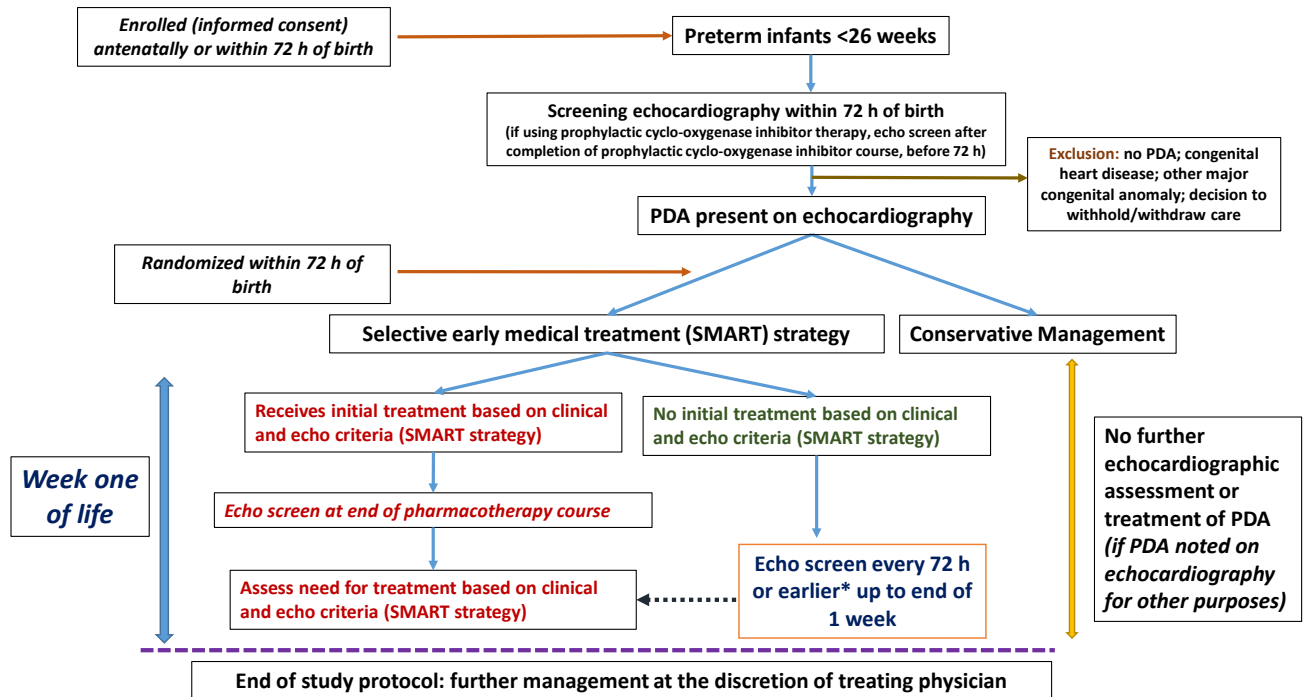 Enrolled (informed consent)
antenatally or within 72 h of birth
Preterm infants <26 weeks
Screening echocardiography within 72 h of birth
(if using prophylactic cyclo-oxygenase inhibitor therapy, echo screen after
completion of prophylactic cyclo-oxygenase inhibitor course, before 72 h)
Exclusion: no PDA; congenital
heart disease; other major
congenital anomaly; decision to
withhold/withdraw care
PDA present on echocardiography
Randomized within 72 h of
birth
Selective early medical treatment (SMART) strategy
Conservative Management
Receives initial treatment based on clinical
and echo criteria (SMART strategy)
No initial treatment based on clinical
and echo criteria (SMART strategy)
Week one
of life
No further
echocardiographic
assessment or
treatment of PDA
(if PDA noted on
echocardiography
for other purposes)
Echo screen at end of pharmacotherapy course
Echo screen every 72 h
or earlier* up to end of
1 week
Assess need for treatment based on clinical
and echo criteria (SMART strategy)
End of study protocol: further management at the discretion of treating physician